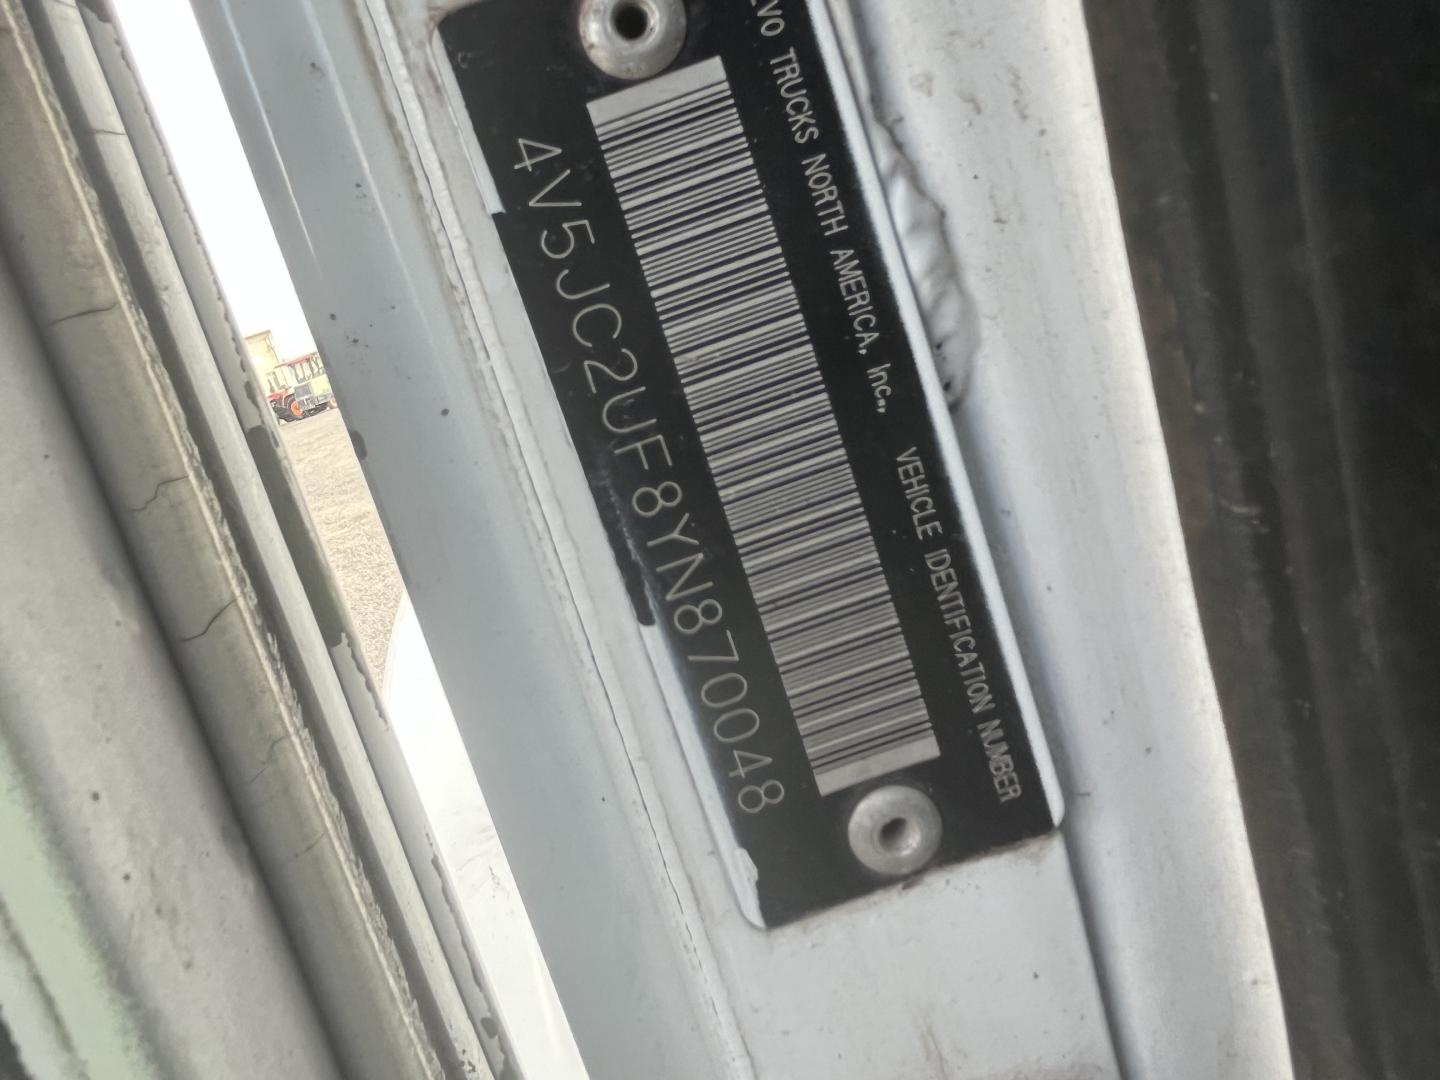 VO TRUCKS NORTH AMERICA, Inc., VEHICLE IDENTIFICATION NUMBER
4V5JC2UF8YN870048